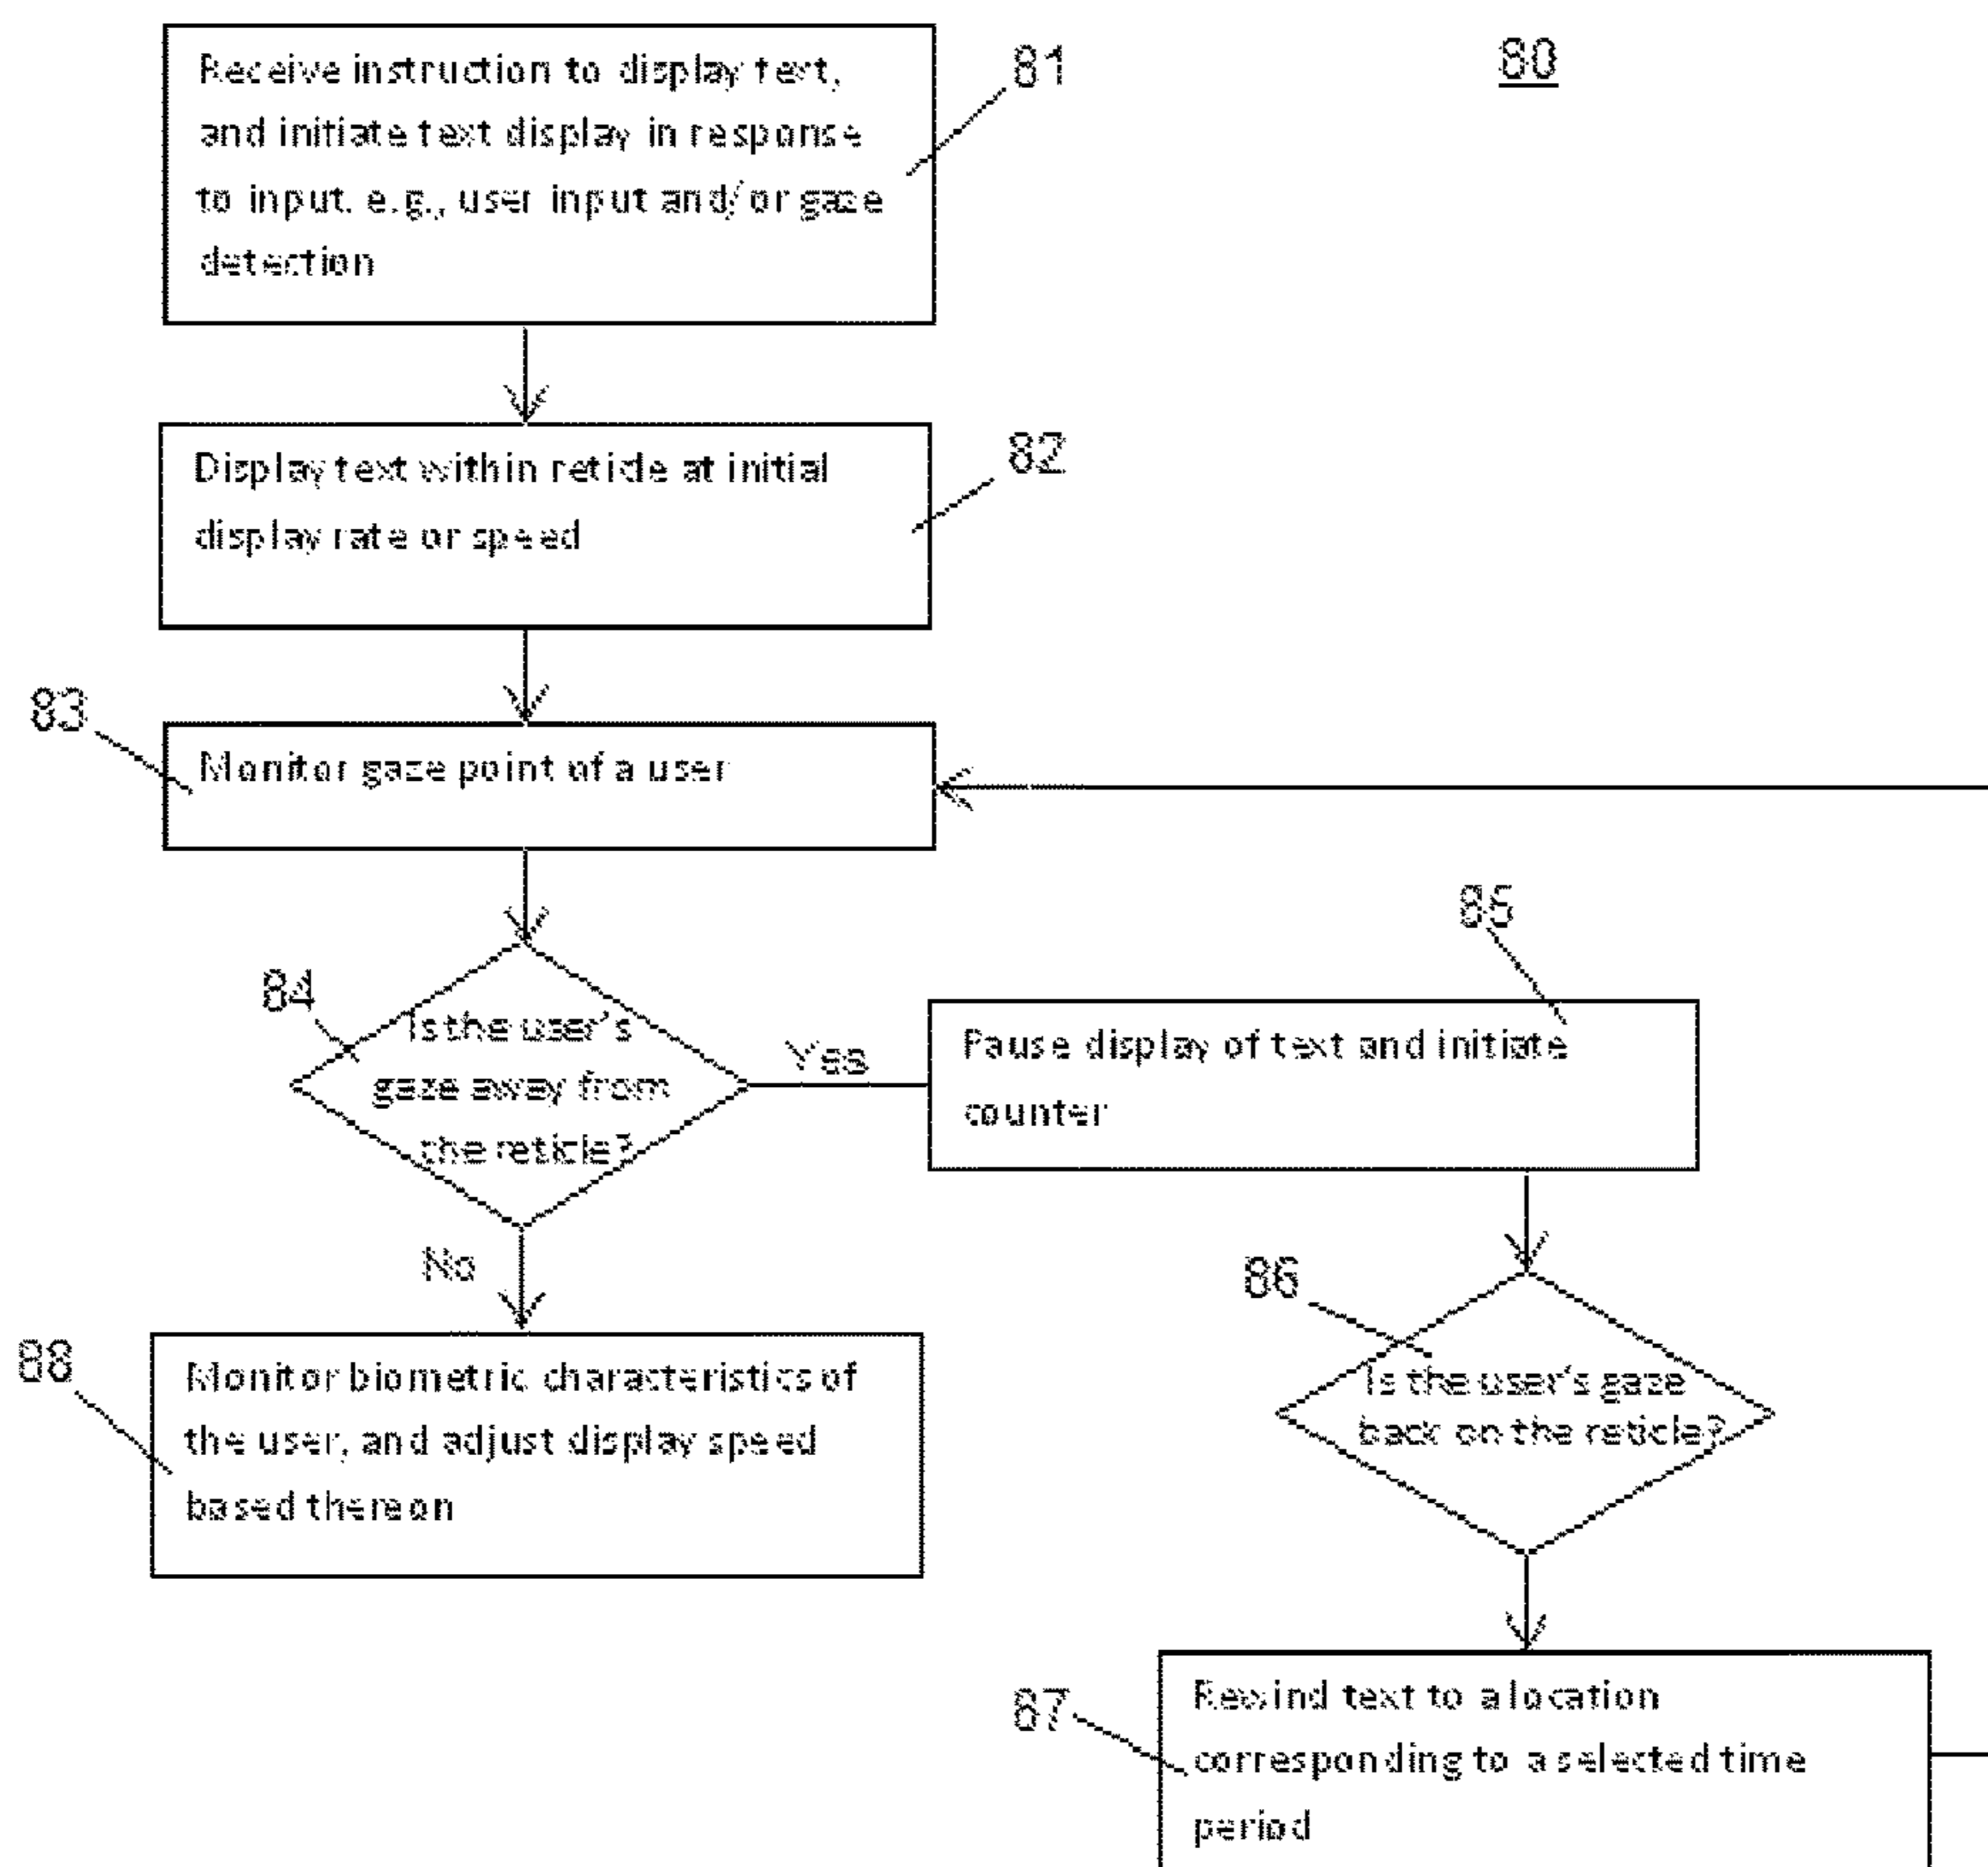 80
Receive instruction to display text,
and initiate text display in response
to input, e.g., user input and/or gaze
detection
81
Display text within reticle at initial
display rate or speed
82
83
Monitor gaze point of a user
84
Is the user's
gaze away from
the reticle?
Yes
85
Pause display of text and initiate
counter
No
86
Is the user's gaze
back on the reticle?
88
Monitor biometric characteristics of
the user, and adjust display speed
based thereon
87
Rewind text to a location
corresponding to a selected time
period